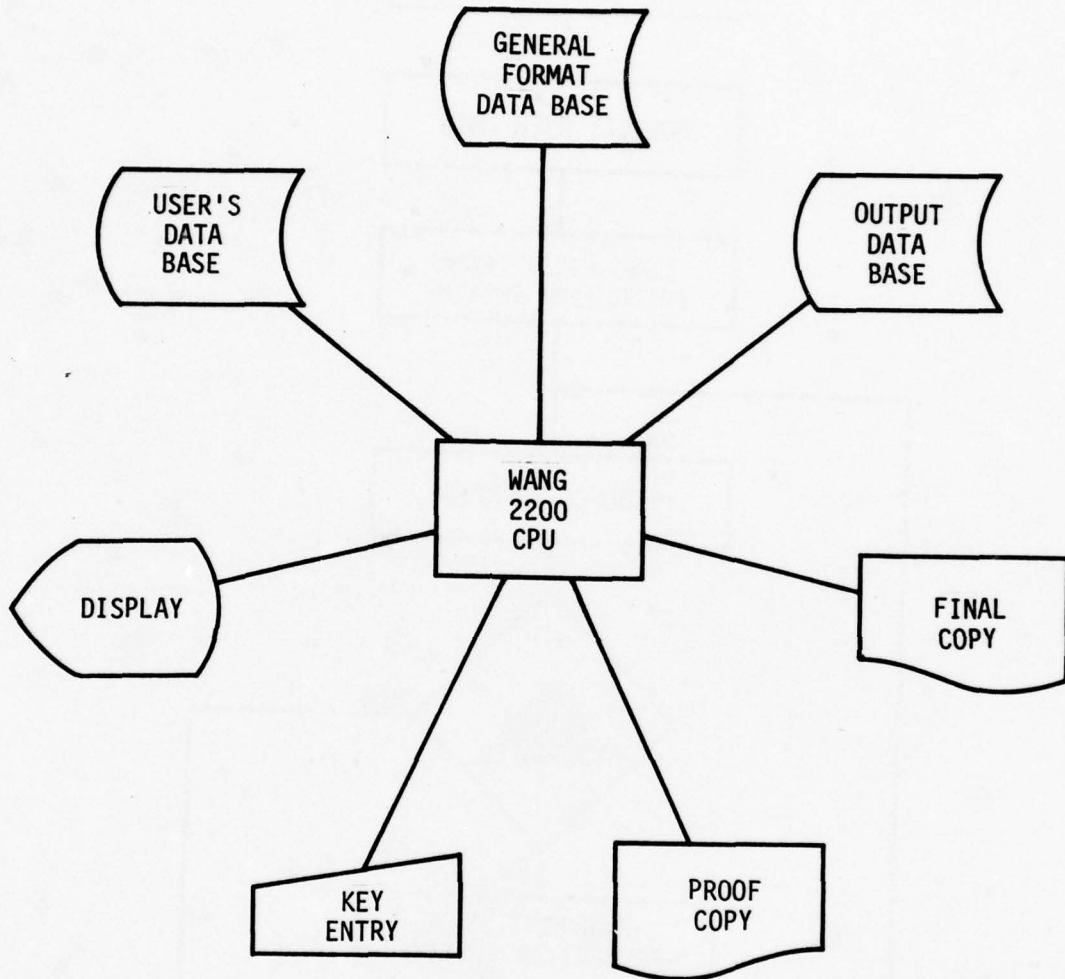 GENERAL
FORMAT
DATA BASE
USER'S
DATA
BASE
OUTPUT
DATA
BASE
WANG
2200
CPU
DISPLAY
FINAL
COPY
KEY
ENTRY
PROOF
COPY